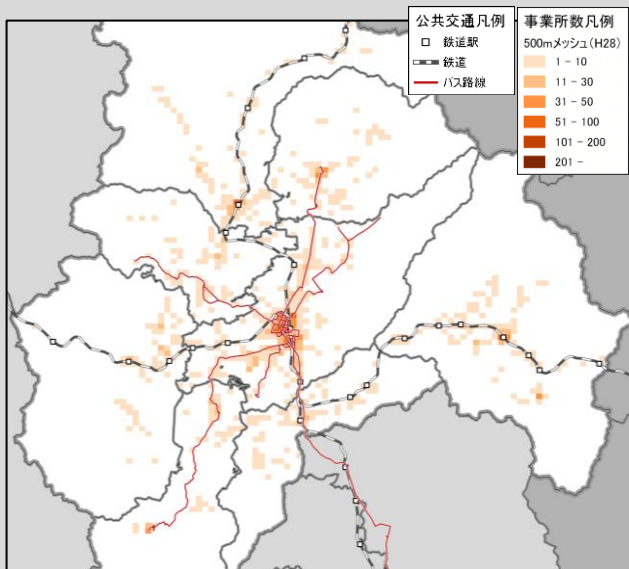 公共交通凡例
鉄道駅
鉄道
バス路線
事業所数凡例
500mメッシュ(H28)
1 - 10
11 - 30
31 - 50
51 - 100
101 - 200
201 -